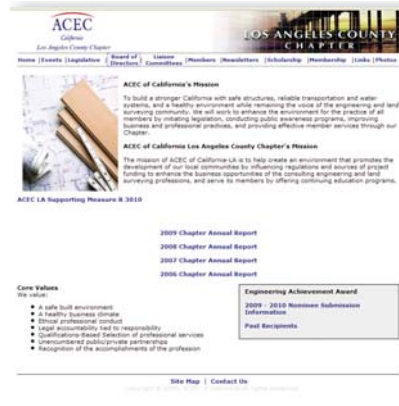 ACEC
California
Los Angeles County Chapter
LOS ANGELES COUNTY
CHAPTER
Home | Events | Legislative | Board of Directors | Liaison Committees | Members | Newsletters | Scholarship | Membership | Links | Photos
ACEC of California's Mission
To build a stronger California with safe structures, reliable transportation and water
systems, and a healthy environment while remaining the voice of the engineering and land
surveying community, the will work to enhance the environment for the practice of all
members by initiating legislation, conducting public awareness programs, improving
business and professional practices, and providing effective member services through our
Chapter.
ACEC of California Los Angeles County Chapter's Mission
The mission of ACEC of California-LA is to help create an environment that promotes the
development of our local communities by influencing regulations and sources of project
funding to enhance the business opportunities of the consulting engineering and land
surveying professions, and serve its members by offering continuing education programs.
ACEC LA Supporting Measure R 3010
2009 Chapter Annual Report
2008 Chapter Annual Report
2007 Chapter Annual Report
2006 Chapter Annual Report
Core Values
We value:
• A safe built environment
• A healthy business climate
• Ethical professional conduct
• Legal accountability tied to responsibility
• Qualifications-Based Selection of professional services
• Unencumbered public/private partnerships
• Recognition of the accomplishments of the profession
Engineering Achievement Award
2009 - 2010 Nominee Submission
Information
Past Recipients
Site Map | Contact Us